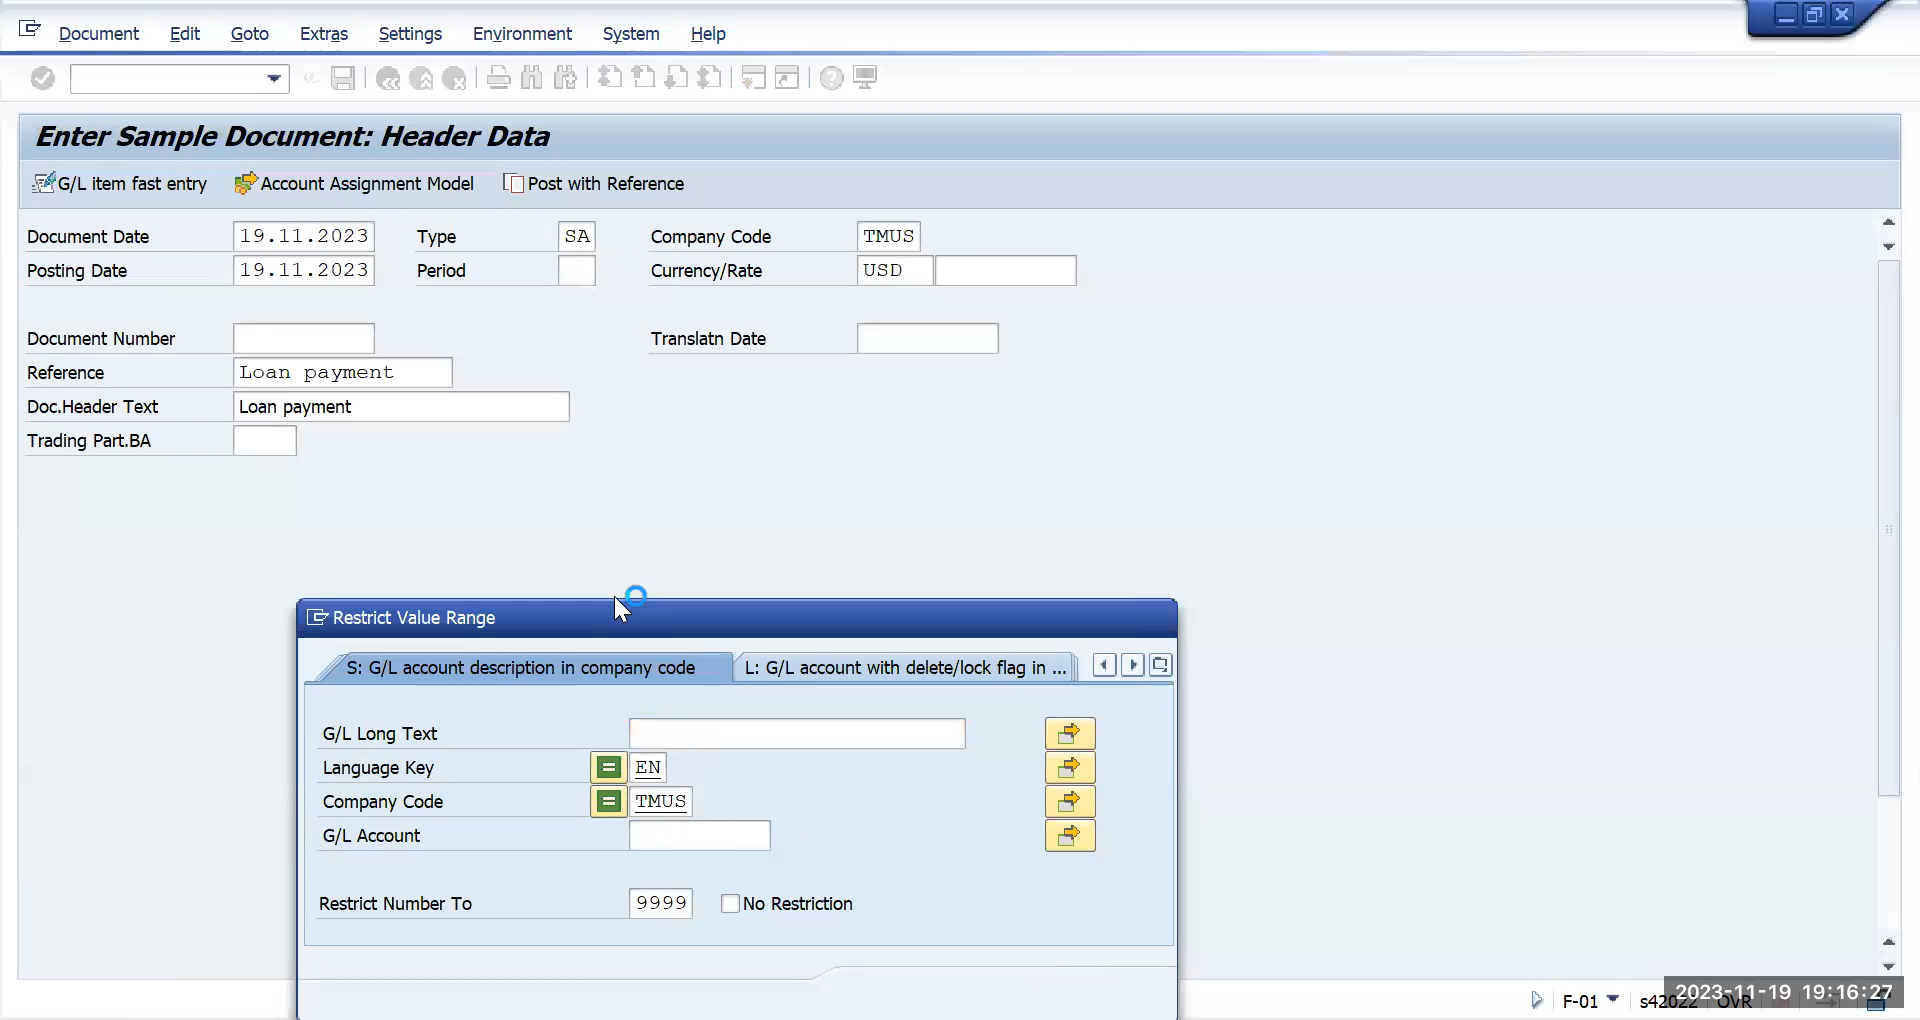 Document Edit Goto Extras Settings Environment System Help
Enter Sample Document: Header Data
G/L item fast entry Account Assignment Model Post with Reference
Document Date 19.11.2023 Type SA Company Code TMUS
Posting Date 19.11.2023 Period Currency/Rate USD
Document Number Translatn Date
Reference Loan payment
Doc.Header Text Loan payment
Trading Part.BA
Restrict Value Range
S: G/L account description in company code L: G/L account with delete/lock flag in ...
G/L Long Text
Language Key EN
Company Code TMUS
G/L Account
Restrict Number To 9999 No Restriction
F-01 s42022 OVR
2023-11-19 19:16:27